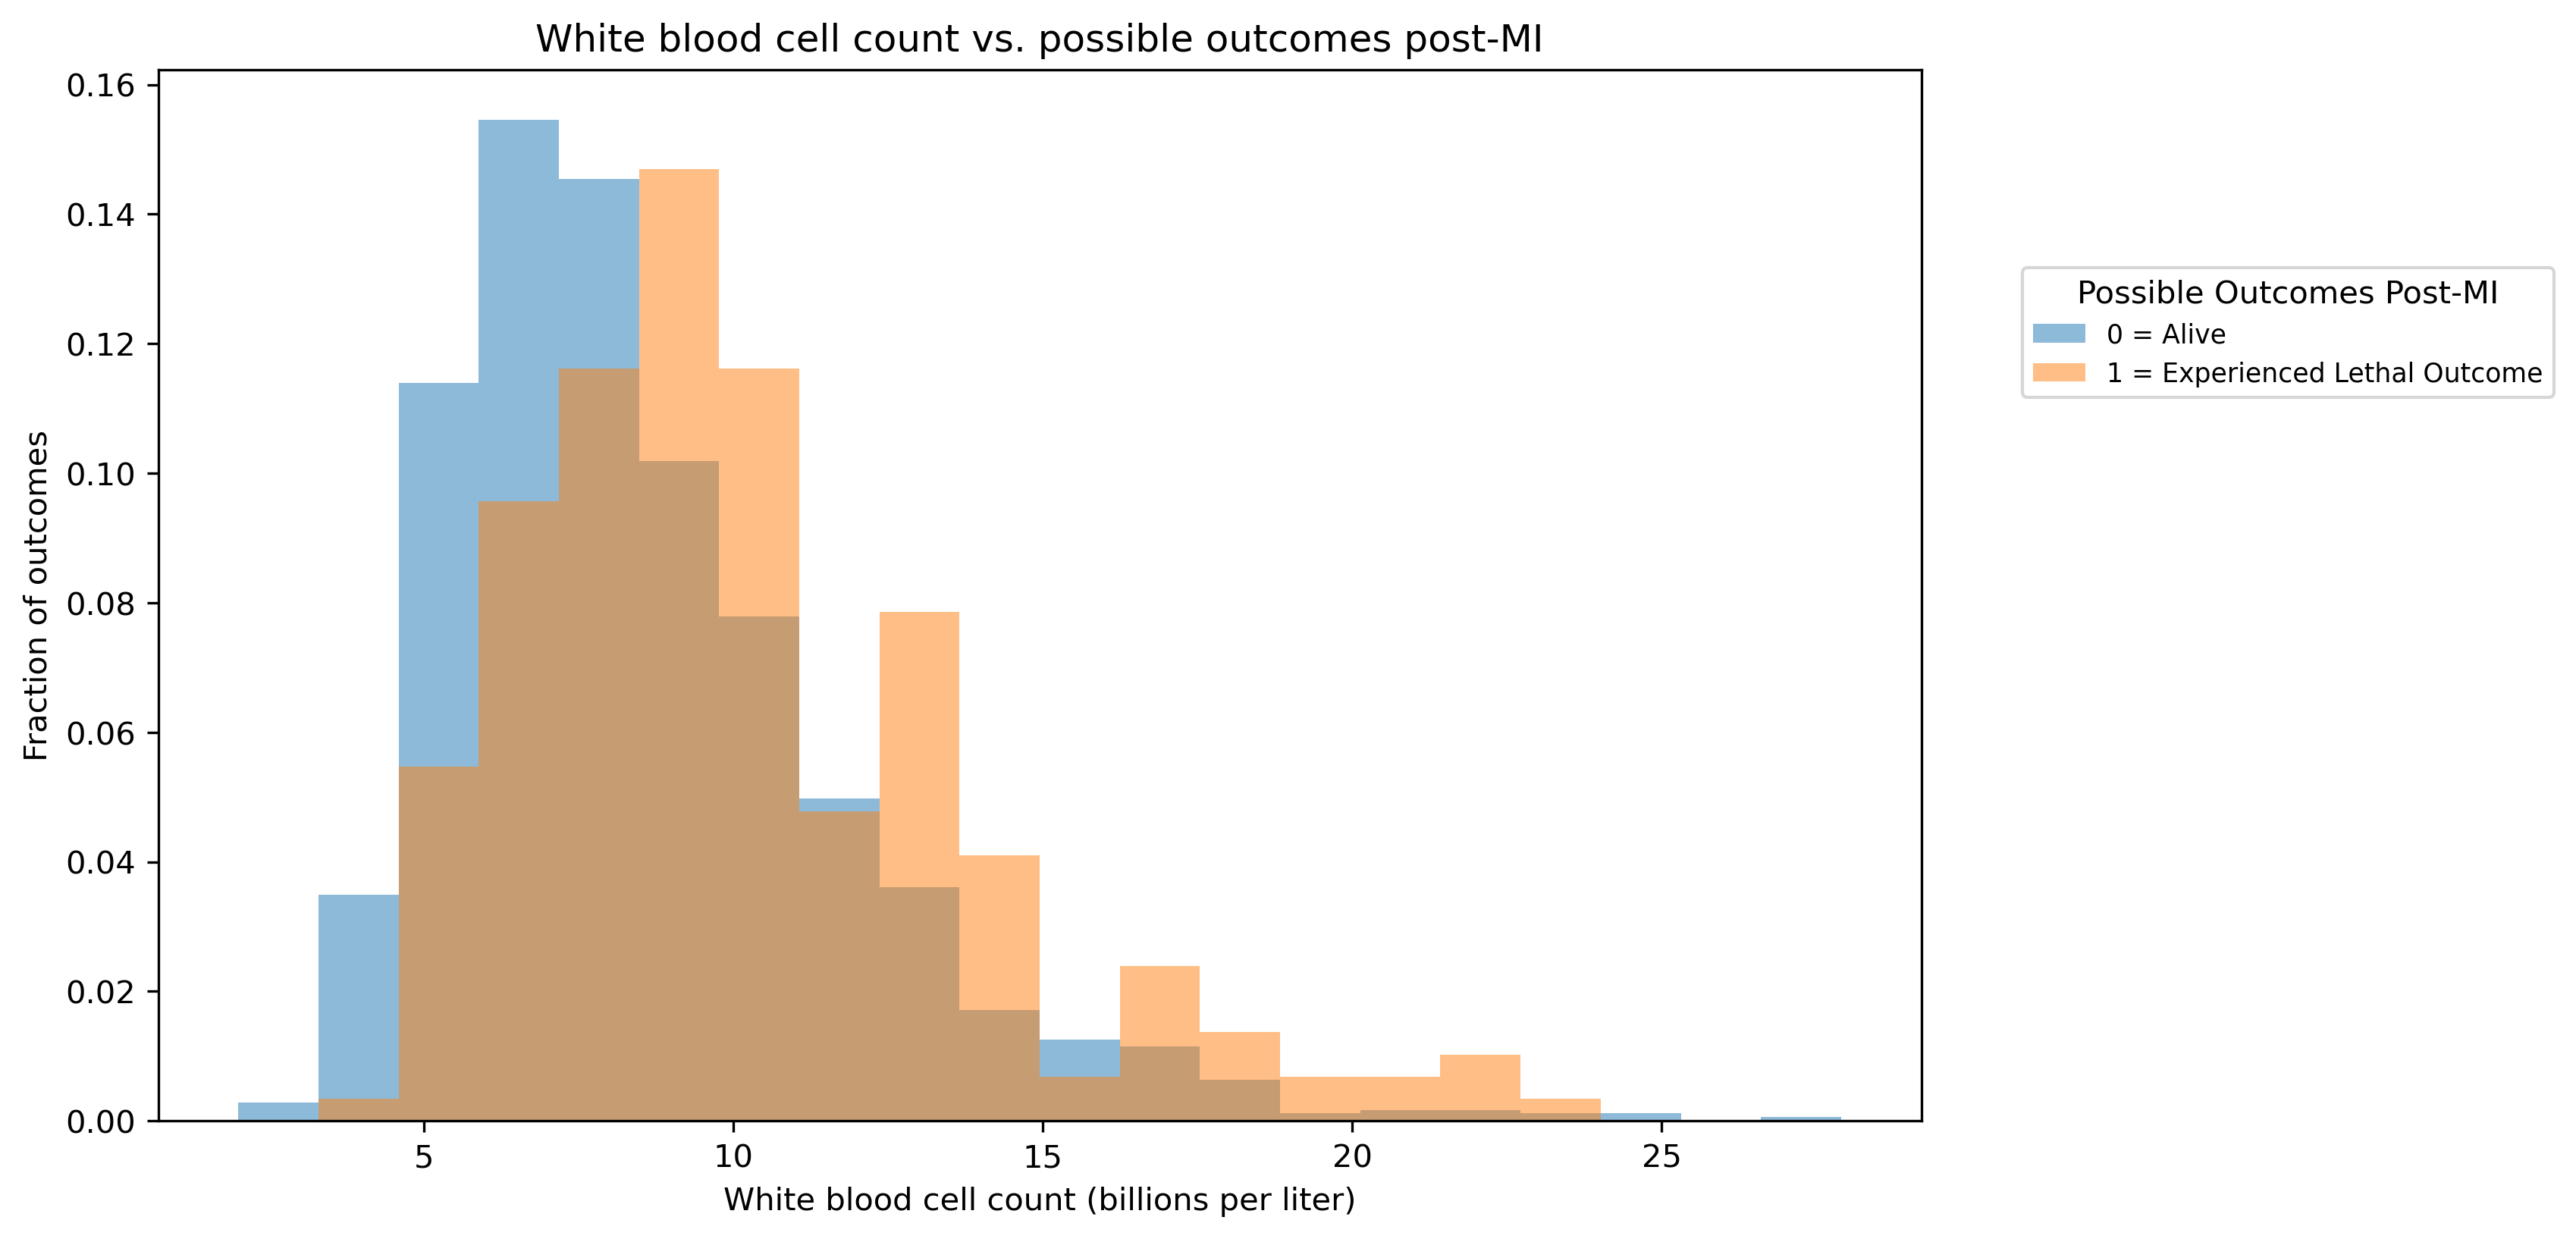 White blood cell count vs. possible outcomes post-MI
0.16
0.14
0.12
0.10
0.08
0.06
0.04
0.02
0.00
Fraction of outcomes
5 10 15 20 25
White blood cell count (billions per liter)
Possible Outcomes Post-MI
0 = Alive
1 = Experienced Lethal Outcome